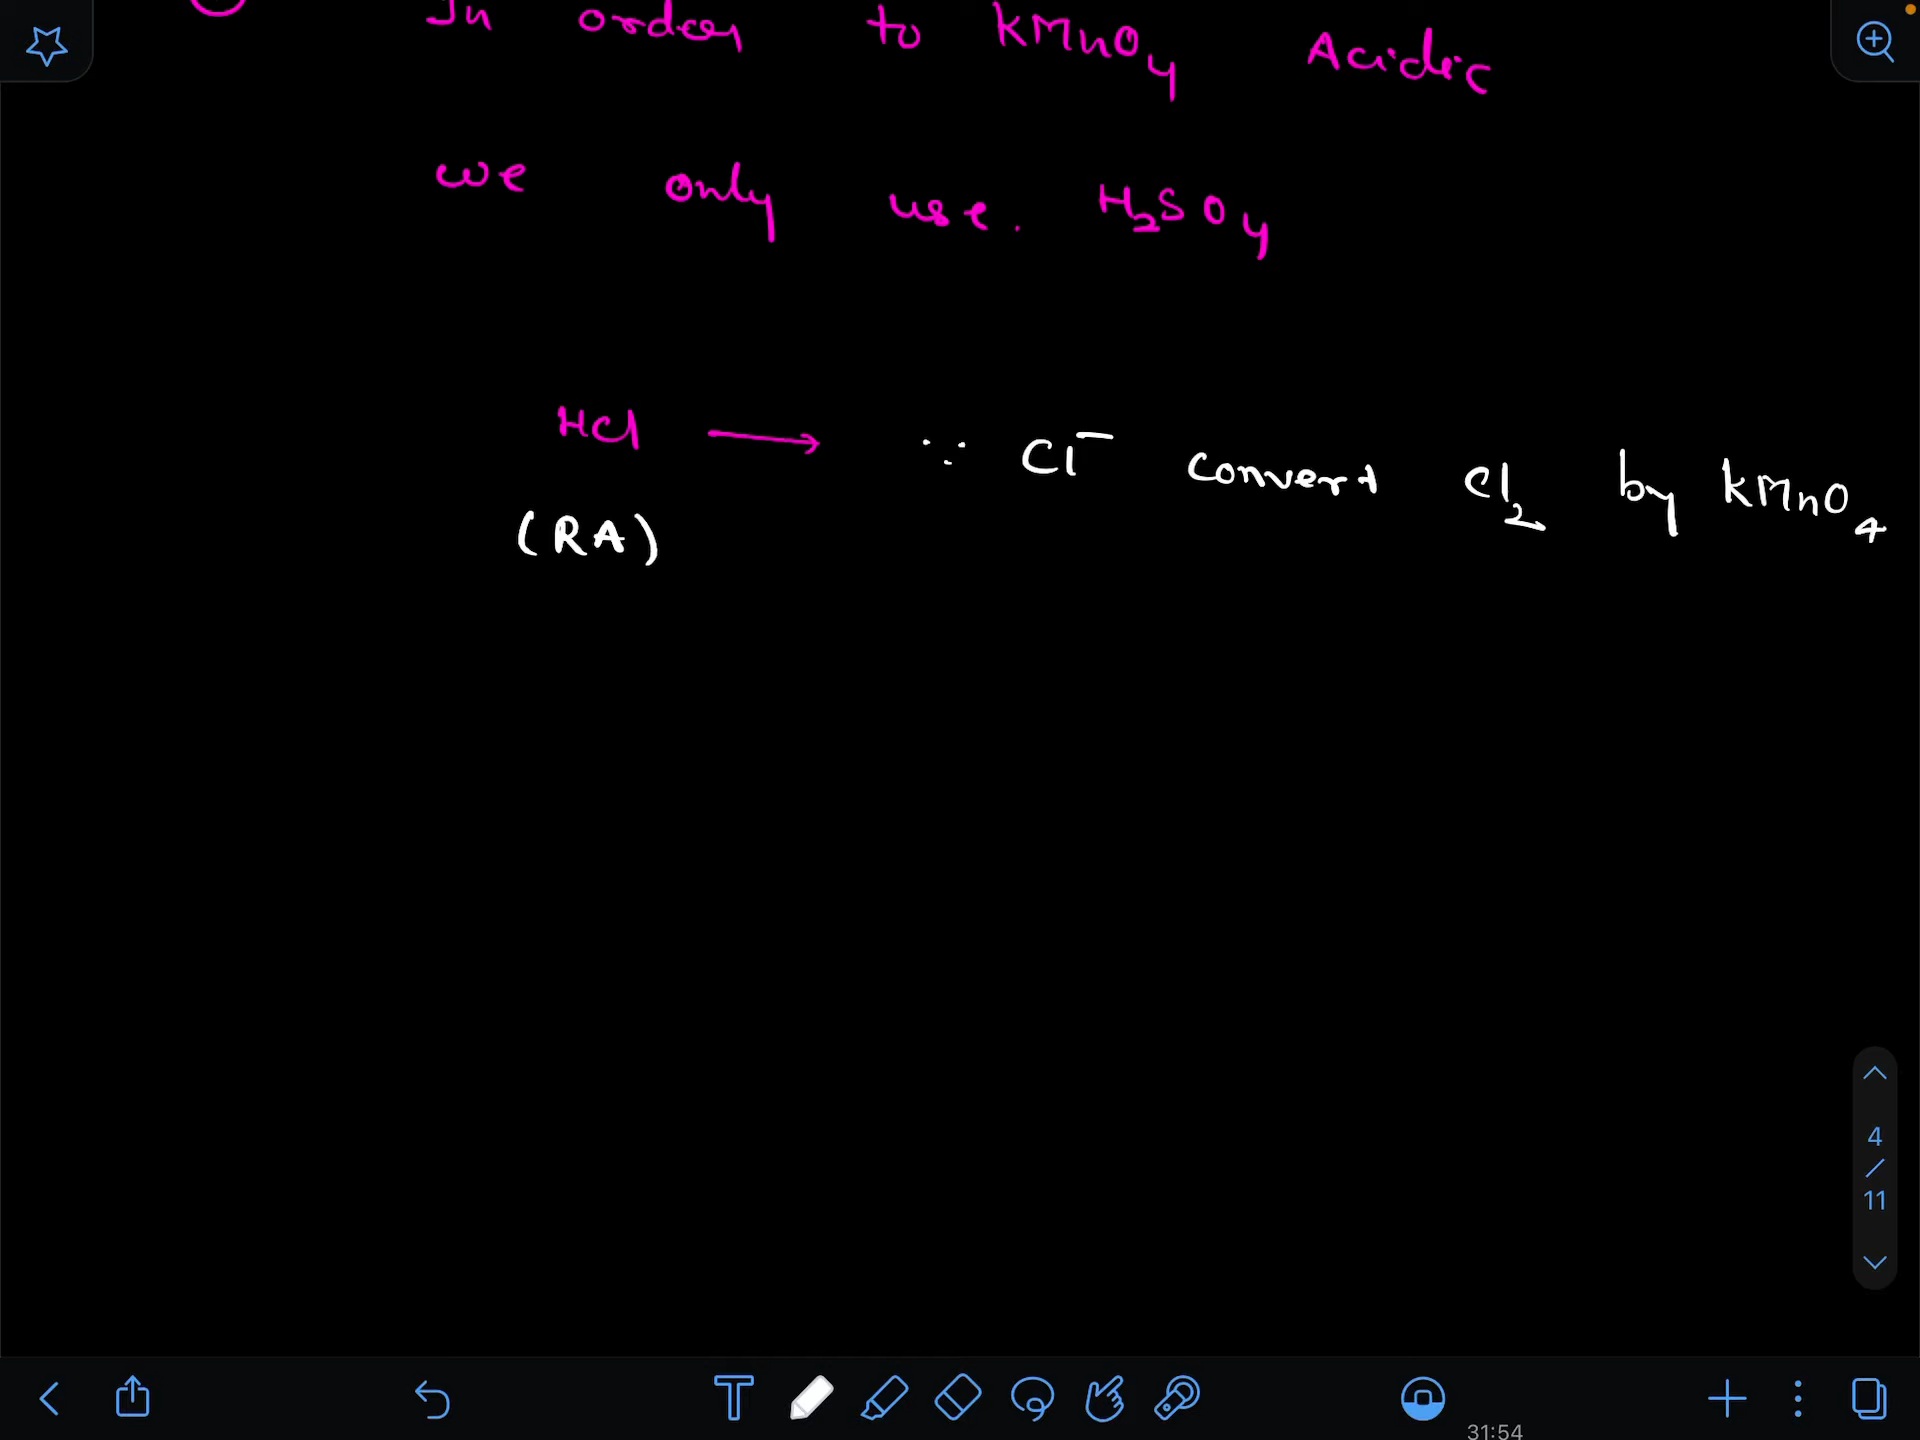 In order to KMnO4 Acidic
we only use. H2SO4
HCl → ∵ Cl⁻ convert Cl2 by KMnO4
(RA)
4
/
11
31:54